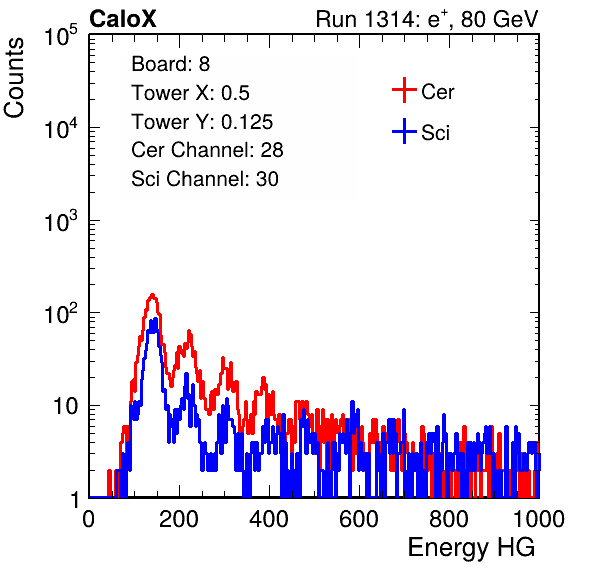 CaloX Run 1314: e⁺, 80 GeV
Counts
10⁵
10⁴
10³
10²
10
1
Board: 8
Tower X: 0.5
Tower Y: 0.125
Cer Channel: 28
Sci Channel: 30
Cer
Sci
0 200 400 600 800 1000
Energy HG